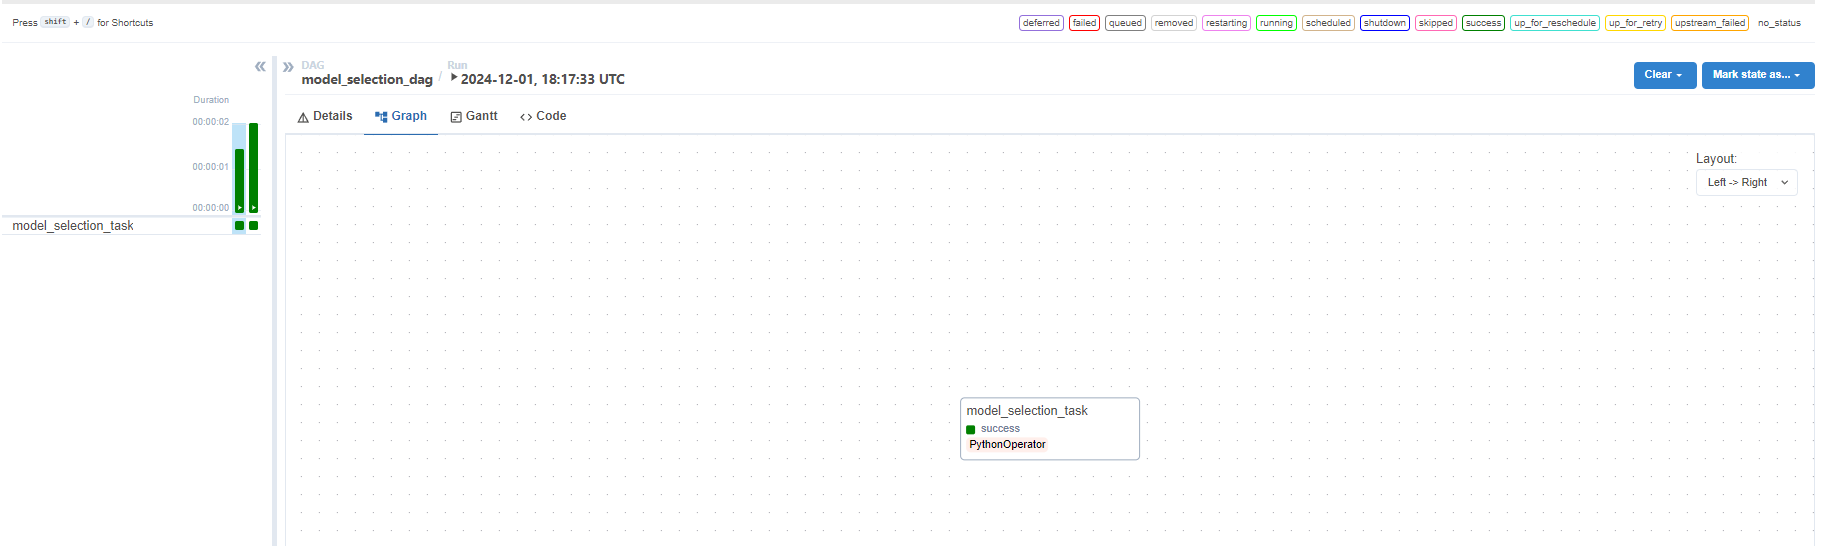 Press shift + / for Shortcuts
deferred failed queued removed restarting running scheduled shutdown skipped success up_for_reschedule up_for_retry upstream_failed no_status
DAG
model_selection_dag
/
Run
2024-12-01, 18:17:33 UTC
Clear
Mark state as...
Duration
00:00:02
00:00:01
00:00:00
model_selection_task
Details
Graph
Gantt
Code
Layout:
Left -> Right
model_selection_task
success
PythonOperator